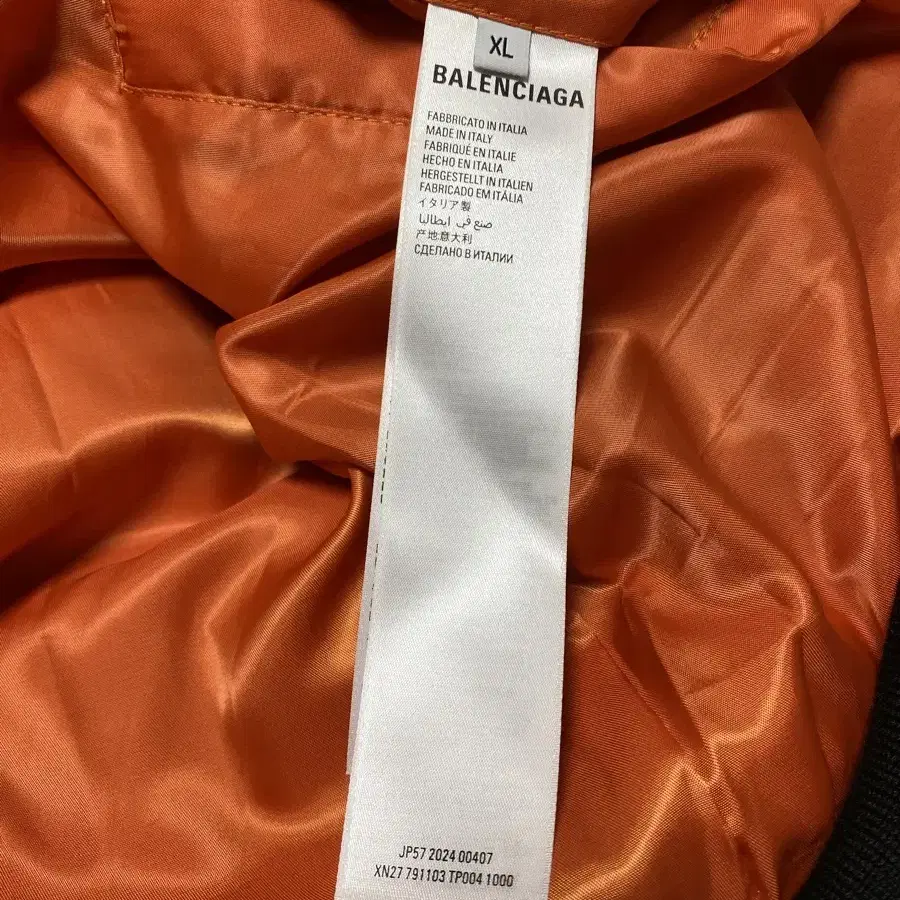 XL
BALENCIAGA
FABBRICATO IN ITALIA
MADE IN ITALY
FABRIQUÉ EN ITALIE
HECHO EN ITALIA
HERGESTELLT IN ITALIEN
FABRICADO EM ITÁLIA
イタリア製
صنع في ايطاليا
产地:意大利
СДЕЛАНО В ИТАЛИИ
JP57 2024 00407
XN27 791103 TP004 1000